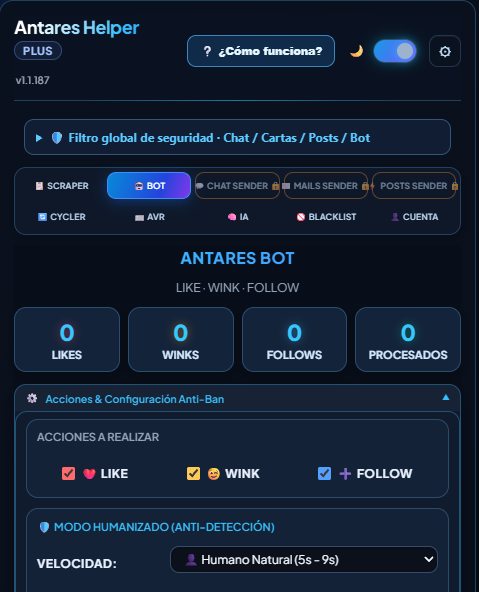 Antares Helper
PLUS
? ¿Cómo funciona?
v1.1.187
Filtro global de seguridad · Chat / Cartas / Posts / Bot
SCRAPER
BOT
CHAT SENDER
MAILS SENDER
POSTS SENDER
CYCLER
AVR
IA
BLACKLIST
CUENTA
ANTARES BOT
LIKE · WINK · FOLLOW
0
LIKES
0
WINKS
0
FOLLOWS
0
PROCESADOS
Acciones & Configuración Anti-Ban
ACCIONES A REALIZAR
LIKE
WINK
FOLLOW
MODO HUMANIZADO (ANTI-DETECCIÓN)
VELOCIDAD:
Humano Natural (5s - 9s)